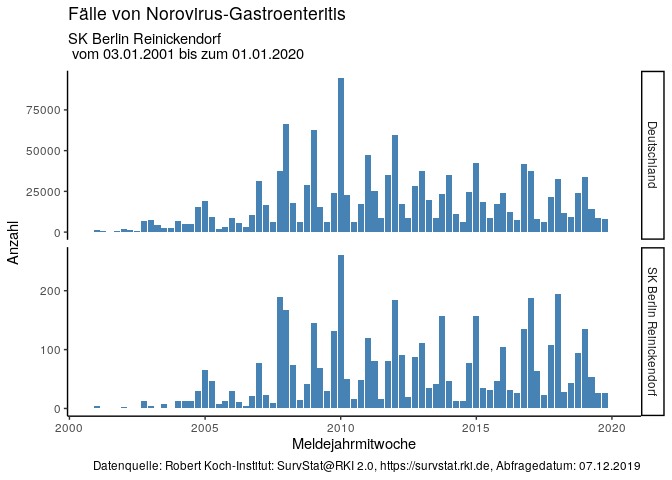 Fälle von Norovirus-Gastroenteritis
SK Berlin Reinickendorf
vom 03.01.2001 bis zum 01.01.2020
Anzahl
75000
50000
25000
0
Deutschland
200
100
0
SK Berlin Reinickendorf
2000
2005
2010
2015
2020
Meldejahrmitwoche
Datenquelle: Robert Koch-Institut: SurvStat@RKI 2.0, https://survstat.rki.de, Abfragedatum: 07.12.2019